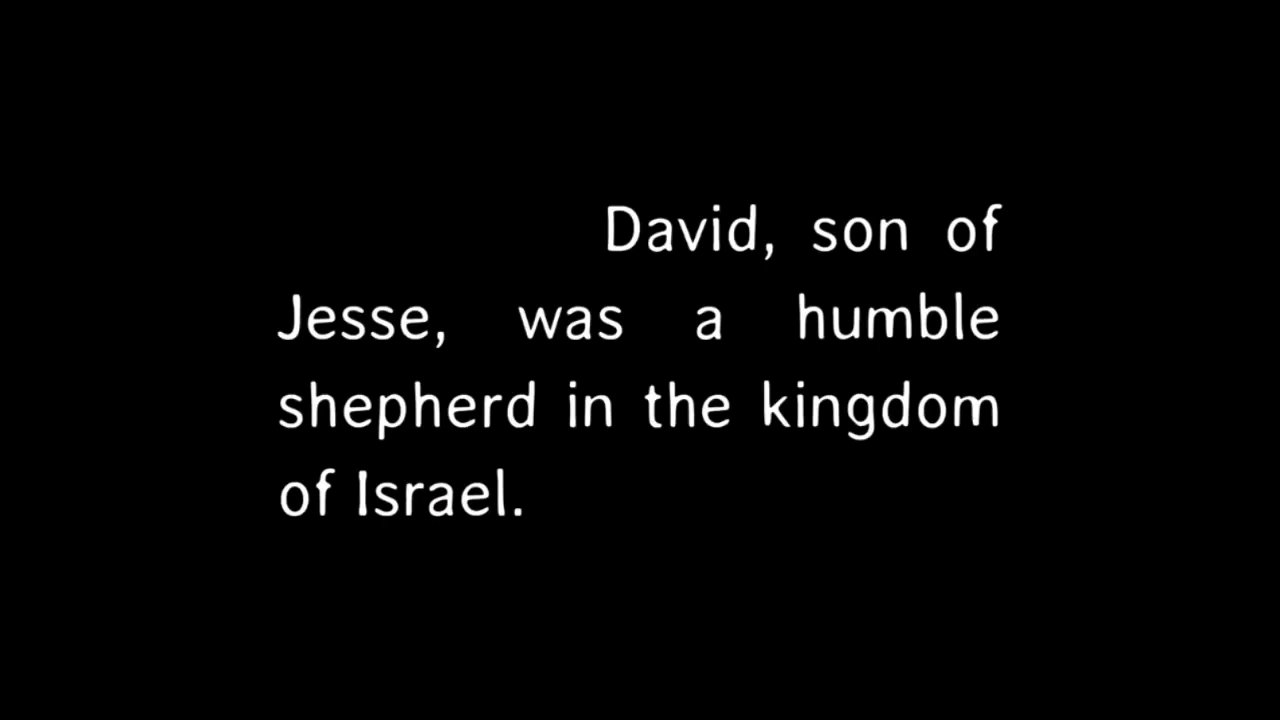 David, son of
Jesse, was a humble
shepherd in the kingdom
of Israel.